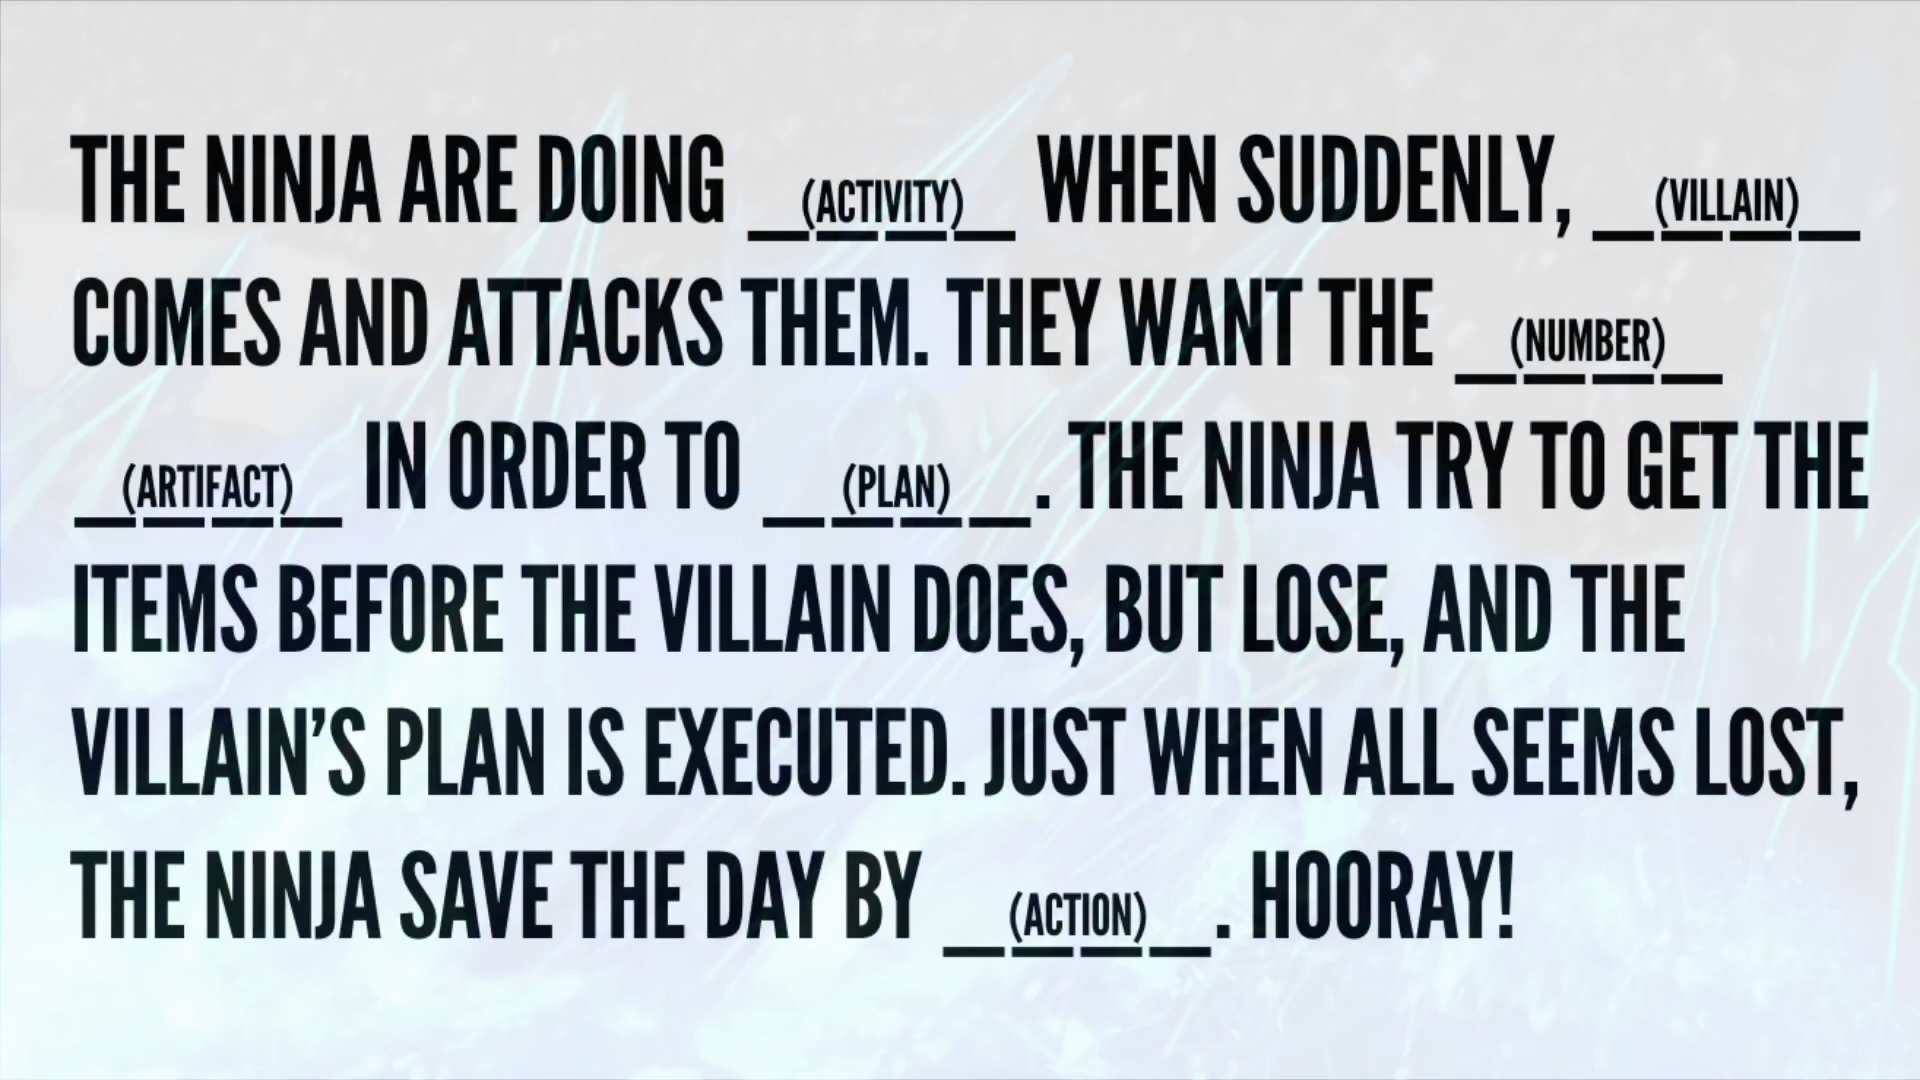 THE NINJA ARE DOING __(ACTIVITY)__ WHEN SUDDENLY, __(VILLAIN)__
COMES AND ATTACKS THEM. THEY WANT THE __(NUMBER)__
__(ARTIFACT)__ IN ORDER TO __(PLAN)__. THE NINJA TRY TO GET THE
ITEMS BEFORE THE VILLAIN DOES, BUT LOSE, AND THE
VILLAIN’S PLAN IS EXECUTED. JUST WHEN ALL SEEMS LOST,
THE NINJA SAVE THE DAY BY __(ACTION)__. HOORAY!